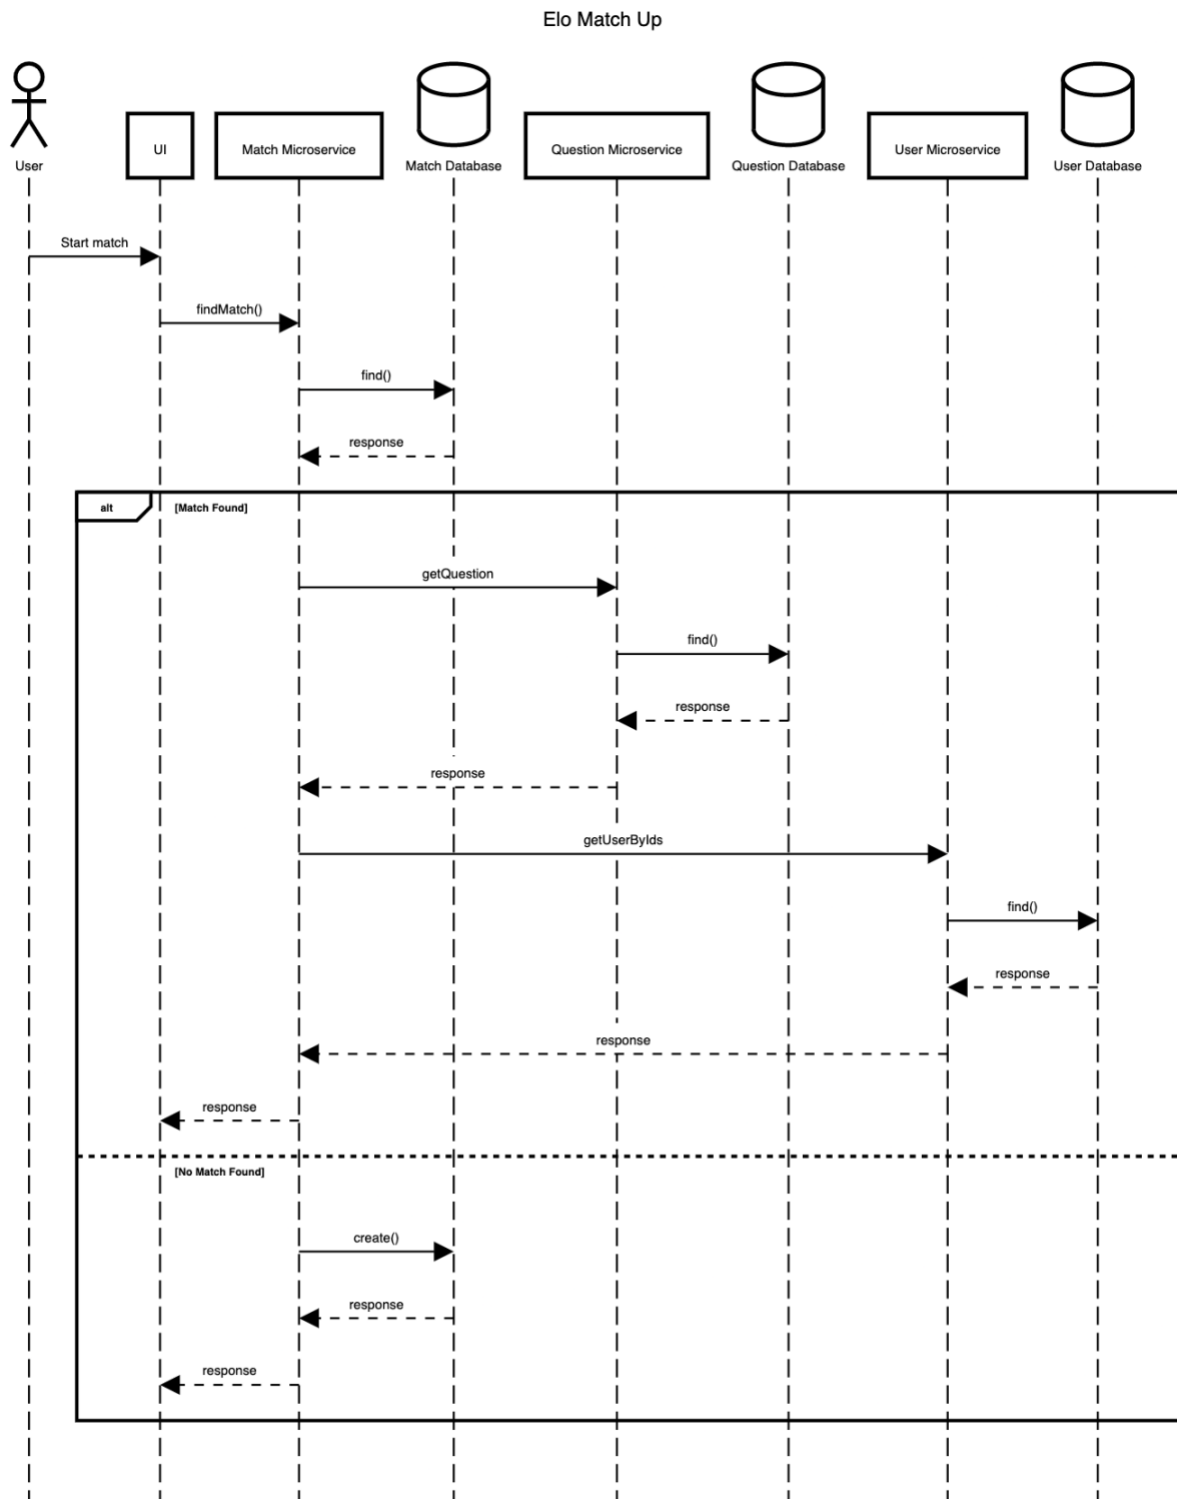 Elo Match Up
User
UI
Match Microservice
Match Database
Question Microservice
Question Database
User Microservice
User Database
Start match
findMatch()
find()
response
alt
[Match Found]
getQuestion
find()
response
response
getUserByIds
find()
response
response
response
[No Match Found]
create()
response
response